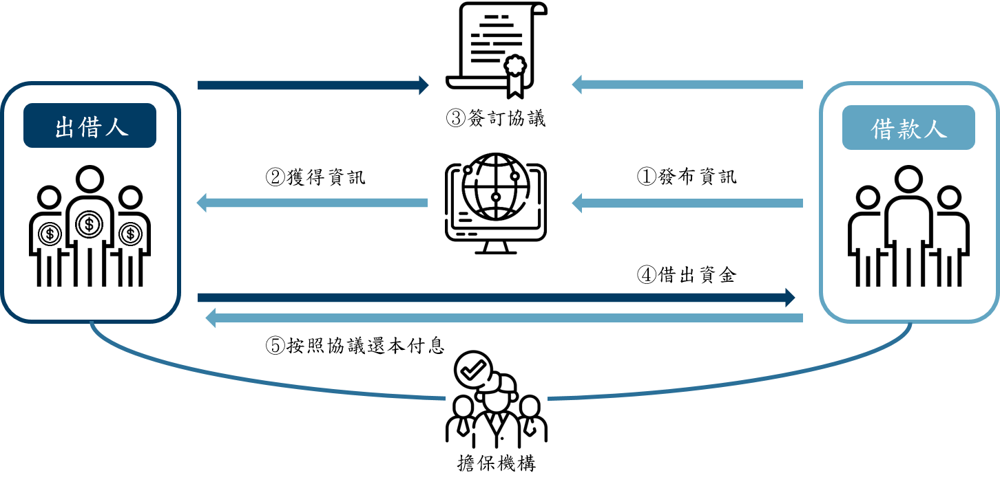 ③簽訂協議
出借人
借款人
②獲得資訊
①發布資訊
④借出資金
⑤按照協議還本付息
擔保機構